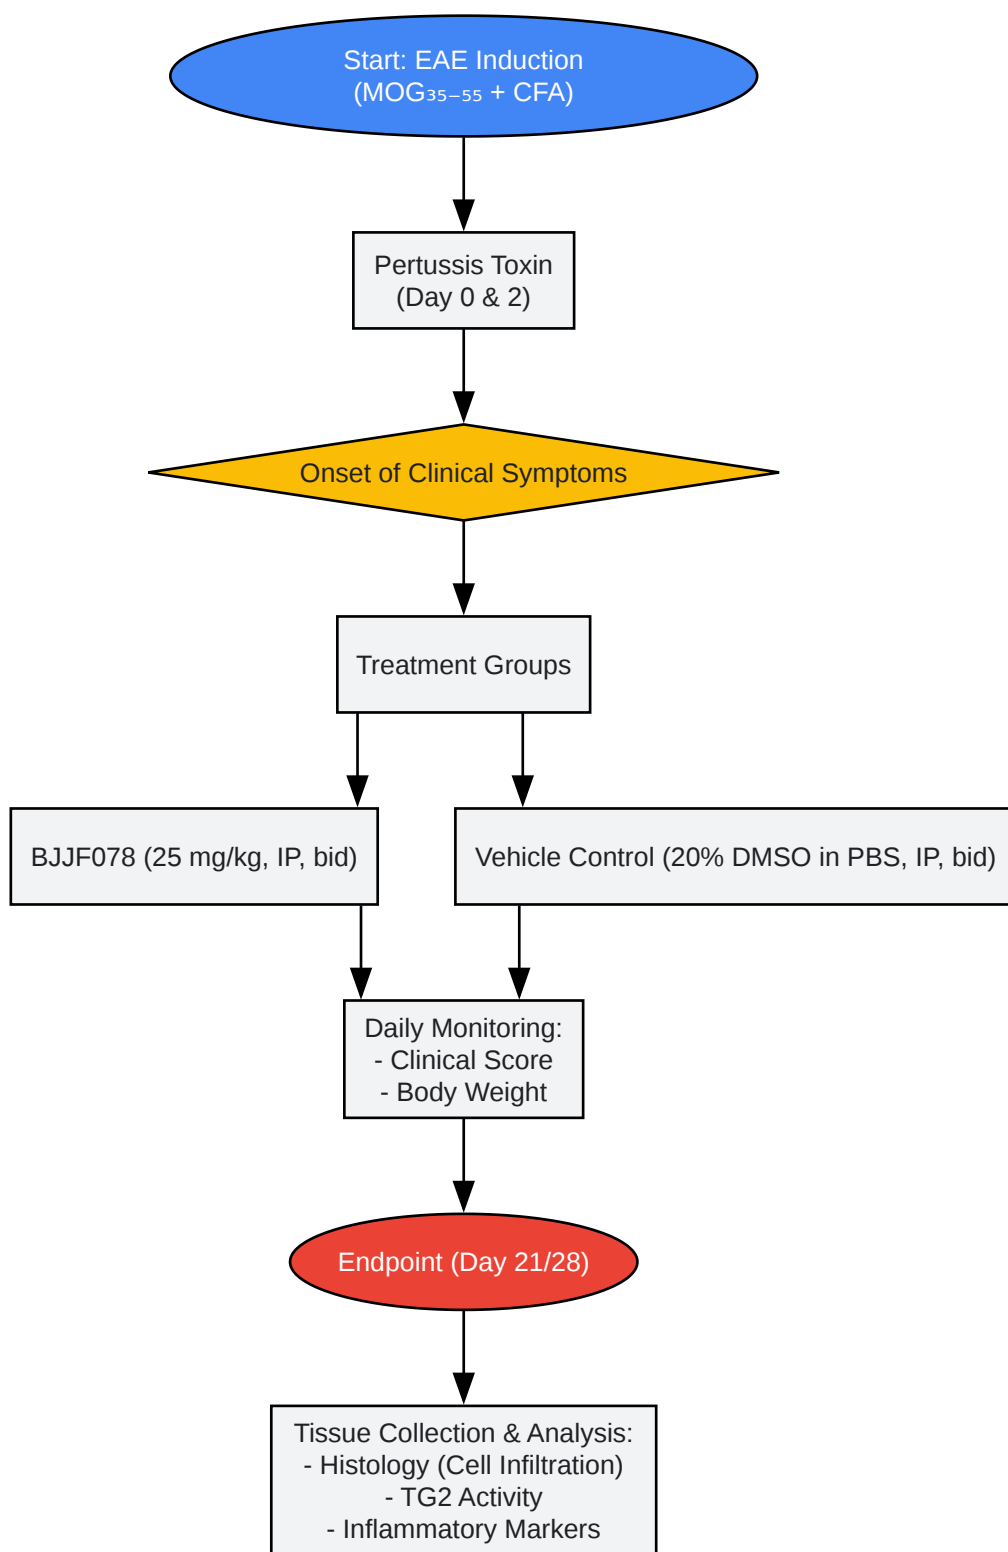 Start: EAE Induction
(MOG₃₅₋₅₅ + CFA)
Pertussis Toxin
(Day 0 & 2)
Onset of Clinical Symptoms
Treatment Groups
BJJF078 (25 mg/kg, IP, bid)
Vehicle Control (20% DMSO in PBS, IP, bid)
Daily Monitoring:
- Clinical Score
- Body Weight
Endpoint (Day 21/28)
Tissue Collection & Analysis:
- Histology (Cell Infiltration)
- TG2 Activity
- Inflammatory Markers